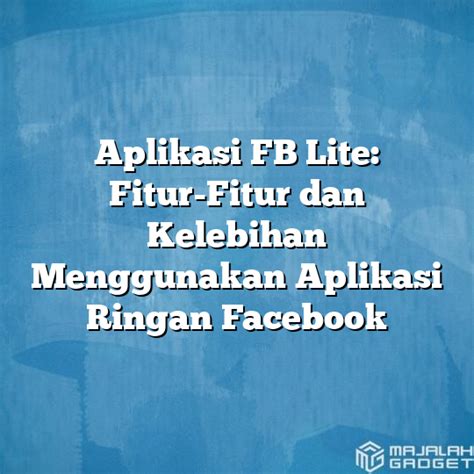 Aplikasi FB Lite:
Fitur-Fitur dan
Kelebihan
Menggunakan Aplikasi
Ringan Facebook
MAJALAH
GADGET